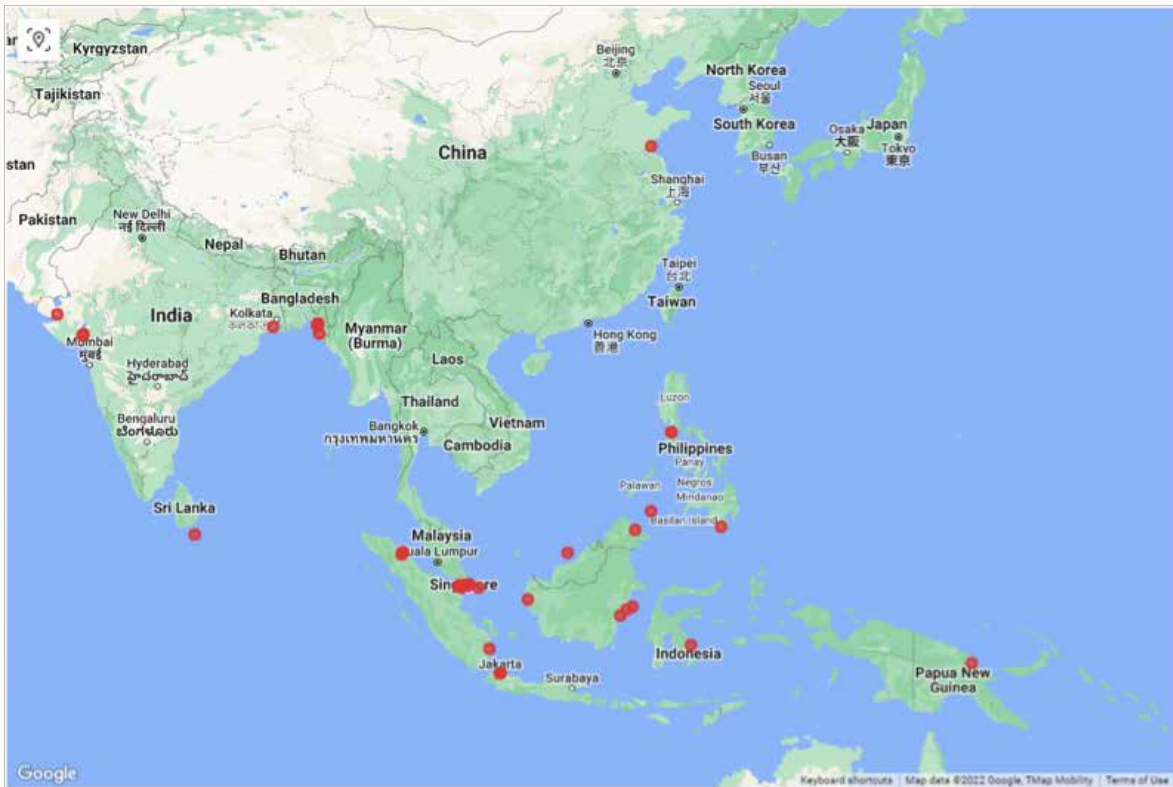 Kyrgyzstan
Tajikistan
Beijing
北京
North Korea
Seoul
서울
South Korea
Busan
부산
Osaka
大阪
Japan
Tokyo
東京
China
Shanghai
上海
stan
Pakistan
New Delhi
नई दिल्ली
Nepal
Bhutan
Taipei
台北
Taiwan
Bangladesh
India
Kolkata
Mumbai
मुंबई
Myanmar
(Burma)
Hong Kong
香港
Hyderabad
Laos
Thailand
Luzon
Bengaluru
ಬೆಂಗಳೂರು
Bangkok
กรุงเทพมหานคร
Vietnam
Cambodia
Philippines
Panay
Palawan
Negros
Mindanao
Basilan Island
Sri Lanka
Malaysia
uala Lumpur
Indonesia
Jakarta
Surabaya
Papua New
Guinea
Google
Keyboard shortcuts
Map data ©2022 Google, TMap Mobility
Terms of Use